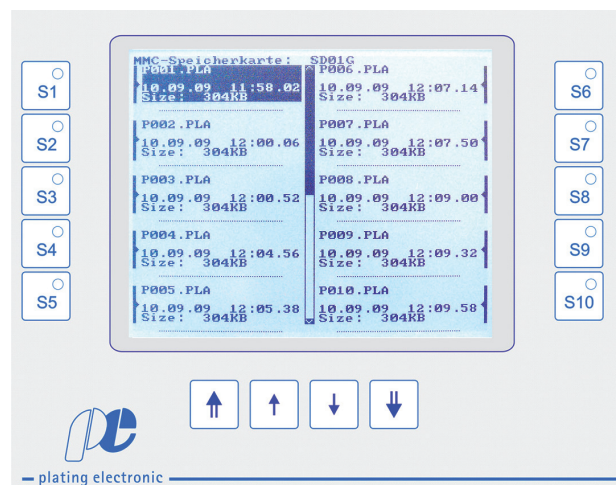 MMC-Speicherkarte: SD01G
P001.PLA
10.09.09 11:58.02
Size: 304KB
P002.PLA
10.09.09 12:00.06
Size: 304KB
P003.PLA
10.09.09 12:00.52
Size: 304KB
P004.PLA
10.09.09 12:04.56
Size: 304KB
P005.PLA
10.09.09 12:05.38
Size: 304KB
P006.PLA
10.09.09 12:07.14
Size: 304KB
P007.PLA
10.09.09 12:07.50
Size: 304KB
P008.PLA
10.09.09 12:09.00
Size: 304KB
P009.PLA
10.09.09 12:09.32
Size: 304KB
P010.PLA
10.09.09 12:09.58
Size: 304KB
S1
S2
S3
S4
S5
S6
S7
S8
S9
S10
pe
plating electronic